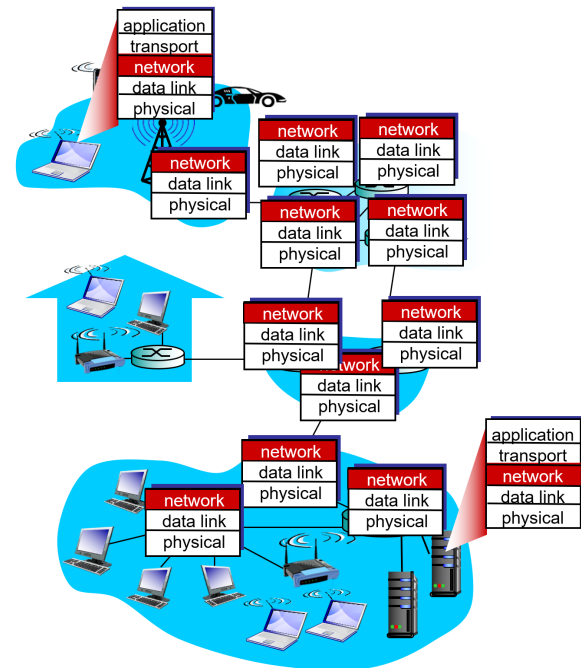 application
transport
network
data link
physical
network
data link
physical
network
data link
physical
network
data link
physical
network
data link
physical
network
data link
physical
network
data link
physical
network
data link
physical
network
data link
physical
application
transport
network
data link
physical
network
data link
physical
network
data link
physical
network
data link
physical